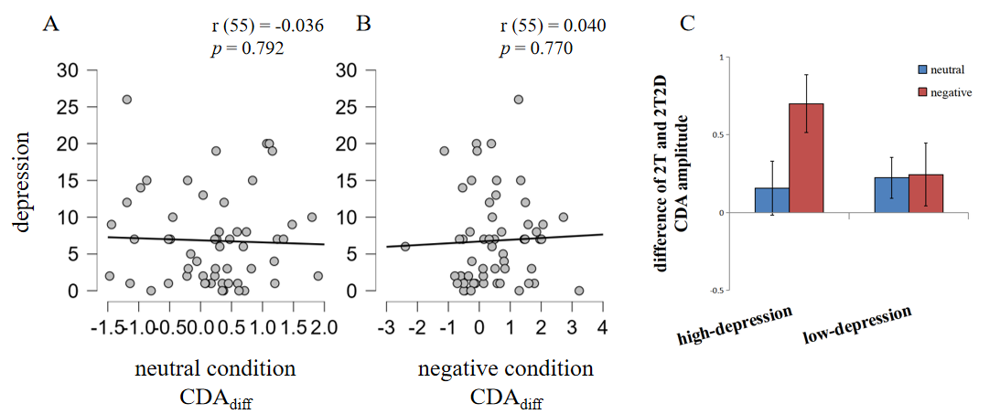 A
r (55) = -0.036
p = 0.792
B
r (55) = 0.040
p = 0.770
C
depression
30
25
20
15
10
5
0
-1.5 -1.0 -0.5 0.0 0.5 1.0 1.5 2.0
neutral condition
CDAdiff
30
25
20
15
10
5
0
-3 -2 -1 0 1 2 3 4
negative condition
CDAdiff
difference of 2T and 2T2D
CDA amplitude
1
0.5
0
-0.5
neutral
negative
high-depression
low-depression